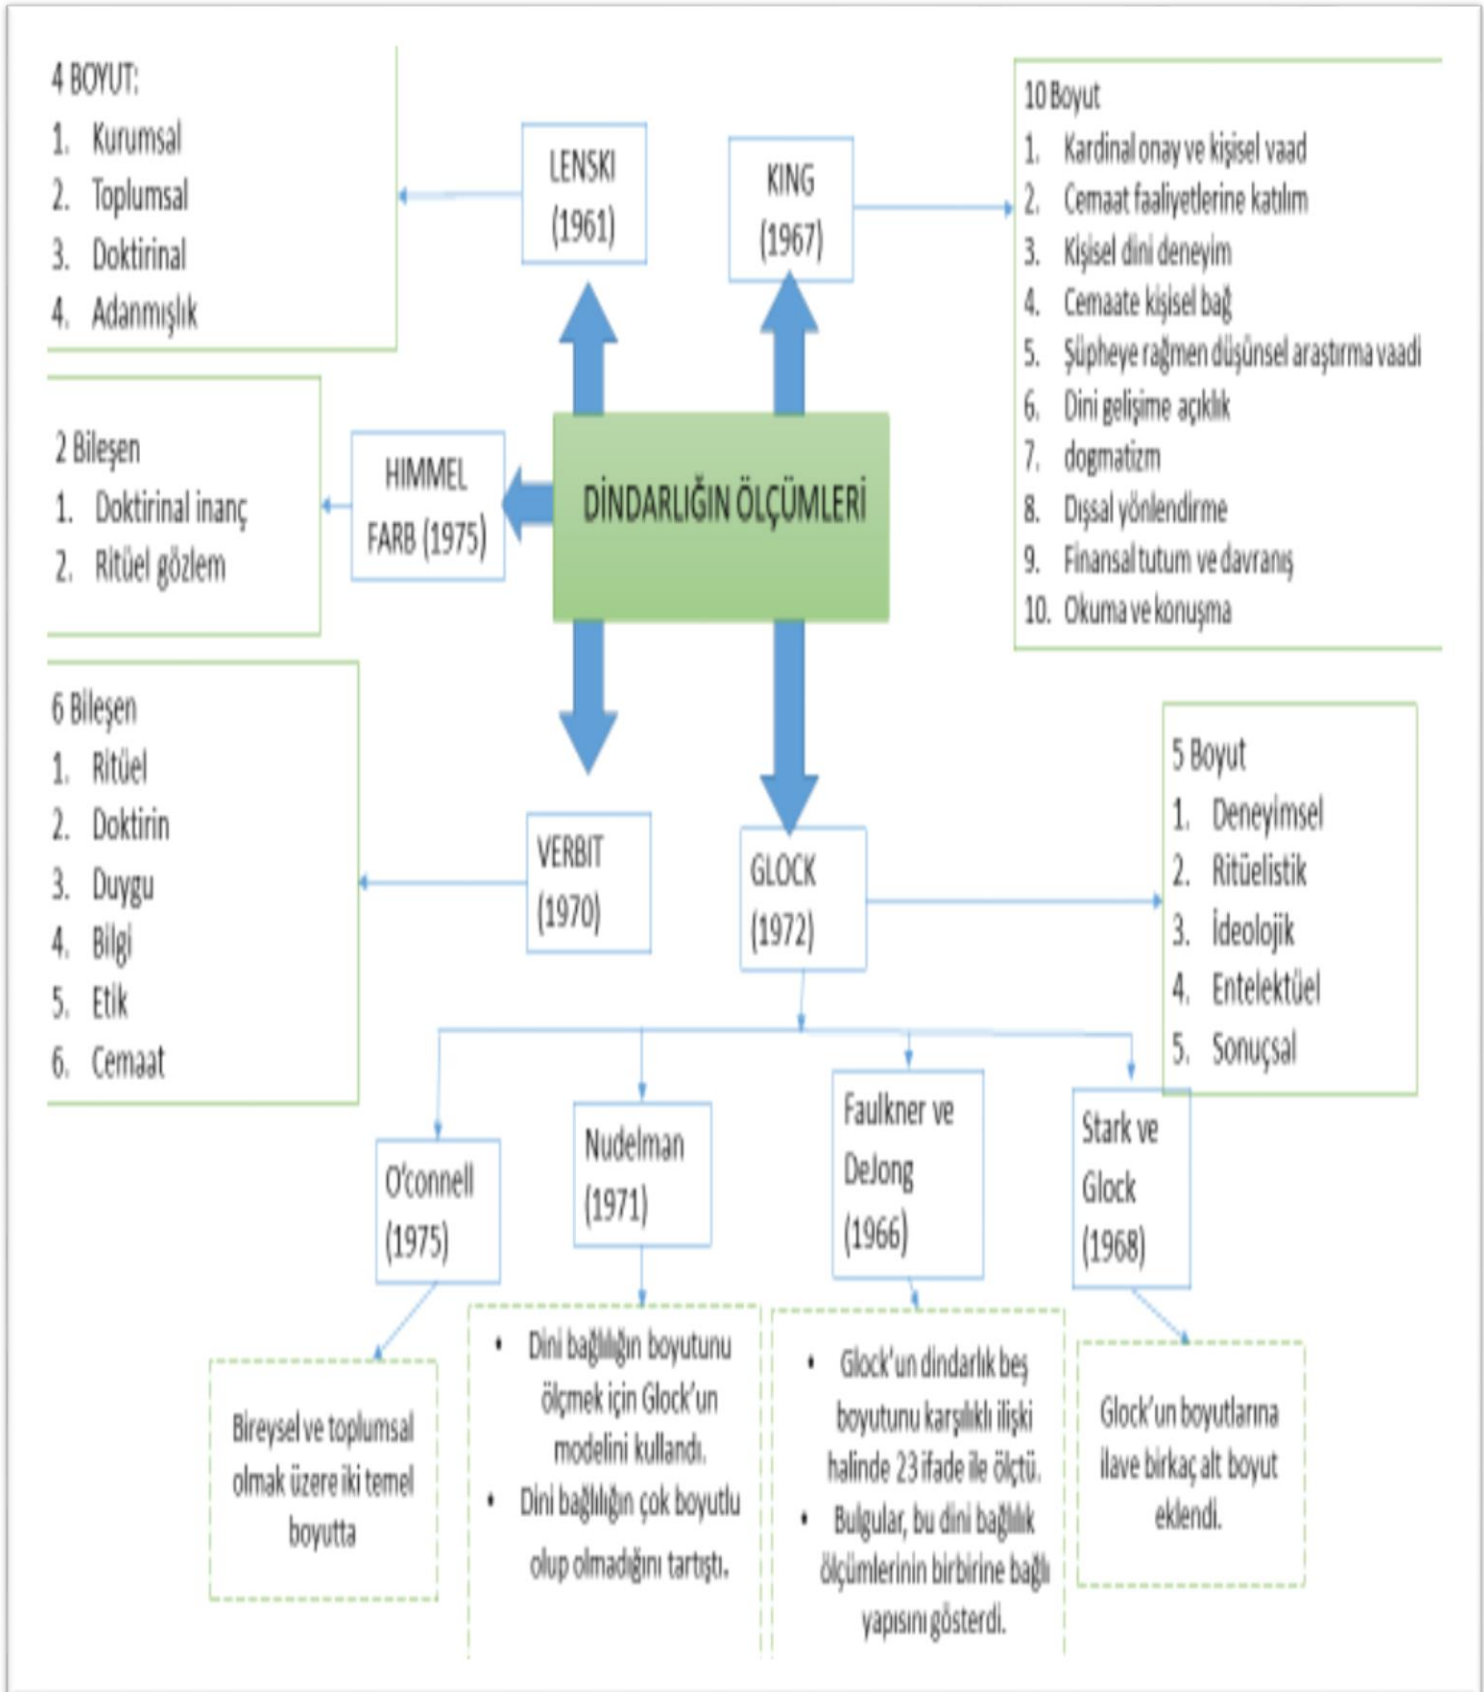 4 BOYUT:
1. Kurumsal
2. Toplumsal
3. Doktirinal
4. Adanmışlık
LENSKI
(1961)
KING
(1967)
10 Boyut
1. Kardinal onay ve kişisel vaad
2. Cemaat faaliyetlerine katılım
3. Kişisel dini deneyim
4. Cemaate kişisel bağ
5. Şüpheye rağmen düşünsel araştırma vaadi
6. Dini gelişime açıklık
7. dogmatizm
8. Dışsal yönlendirme
9. Finansal tutum ve davranış
10. Okuma ve konuşma
2 Bileşen
1. Doktirinal inanç
2. Ritüel gözlem
HIMMEL
FARB (1975)
DİNDARLIĞIN ÖLÇÜMLERİ
6 Bileşen
1. Ritüel
2. Doktirin
3. Duygu
4. Bilgi
5. Etik
6. Cemaat
VERBIT
(1970)
GLOCK
(1972)
5 Boyut
1. Deneyimsel
2. Ritüelistik
3. İdeolojik
4. Entelektüel
5. Sonuçsal
O'connell
(1975)
Nudelman
(1971)
Faulkner ve
DeJong
(1966)
Stark ve
Glock
(1968)
Bireysel ve toplumsal
olmak üzere iki temel
boyutta
• Dini bağlılığın boyutunu
ölçmek için Glock'un
modelini kullandı.
• Dini bağlılığın çok boyutlu
olup olmadığını tartıştı.
• Glock'un dindarlık beş
boyutunu karşılıklı ilişki
halinde 23 ifade ile ölçtü.
• Bulgular, bu dini bağlılık
ölçümlerinin birbirine bağlı
yapısını gösterdi.
Glock'un boyutlarına
ilave birkaç alt boyut
eklendi.